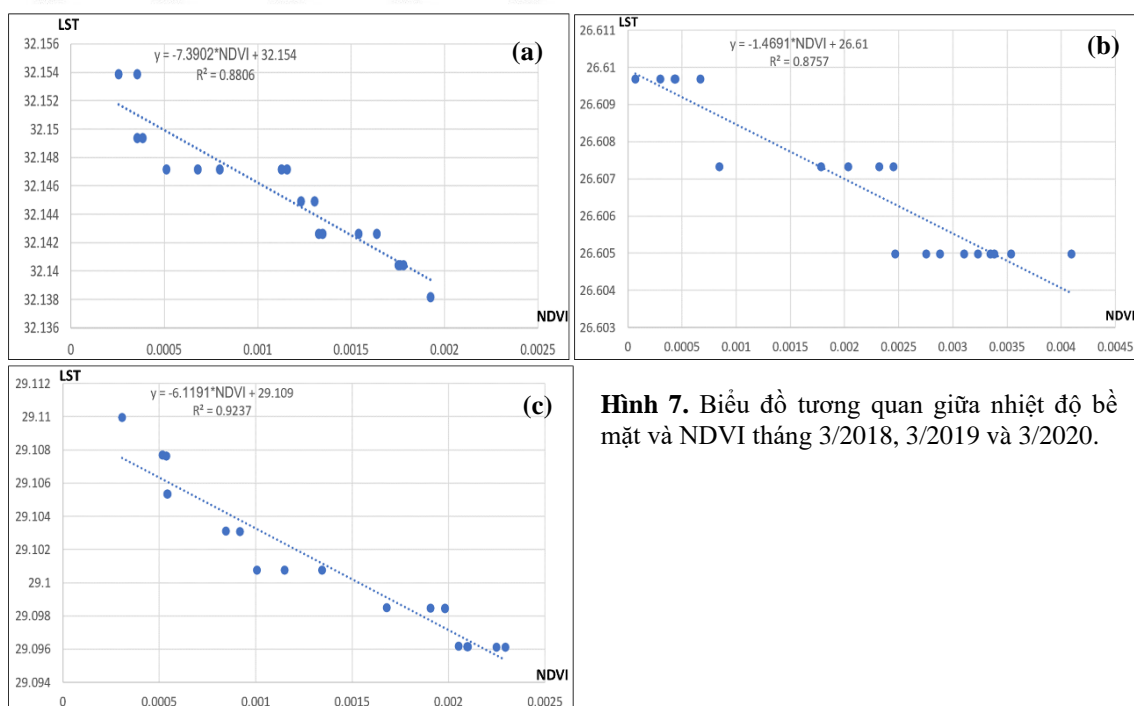 LST
32.156
32.154
32.152
32.15
32.148
32.146
32.144
32.142
32.14
32.138
32.136
y = -7.3902*NDVI + 32.154
R² = 0.8806
(a)
NDVI
0 0.0005 0.001 0.0015 0.002 0.0025
LST
26.611
26.61
26.609
26.607
26.606
26.605
26.604
26.603
y = -1.4691*NDVI + 26.61
R² = 0.8757
(b)
NDVI
0 0.0005 0.001 0.0015 0.002 0.0025 0.003 0.0035 0.004 0.0045
LST
29.112
29.11
29.108
29.106
29.104
29.102
29.1
29.098
29.096
29.094
y = -6.1191*NDVI + 29.109
R² = 0.9237
(c)
NDVI
0 0.0005 0.001 0.0015 0.002 0.0025
Hình 7. Biểu đồ tương quan giữa nhiệt độ bề
mặt và NDVI tháng 3/2018, 3/2019 và 3/2020.